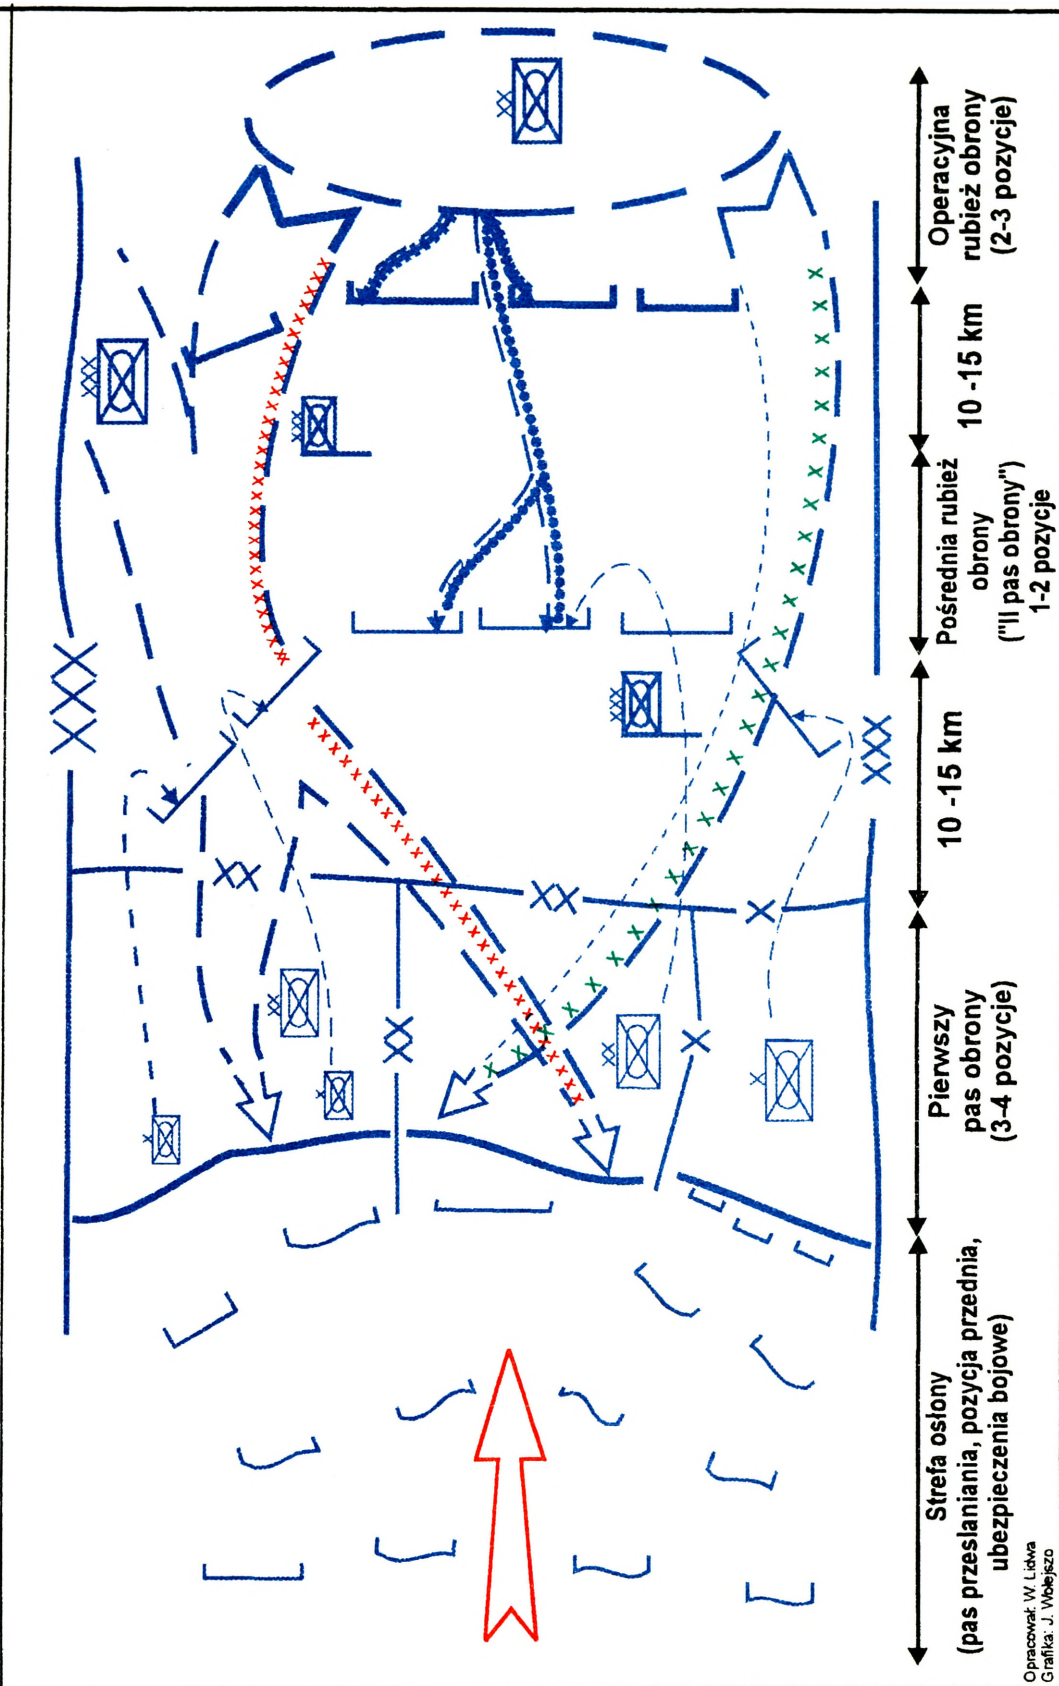 Strefa osłony
(pas przesłaniania, pozycja przednia,
ubezpieczenia bojowe)
Pierwszy
pas obrony
(3-4 pozycje)
10 -15 km
Pośrednia rubież
obrony
("II pas obrony")
1-2 pozycje
10 -15 km
Operacyjna
rubież obrony
(2-3 pozycje)
Opracował: W. Lidwa
Grafika: J. Wołejszo